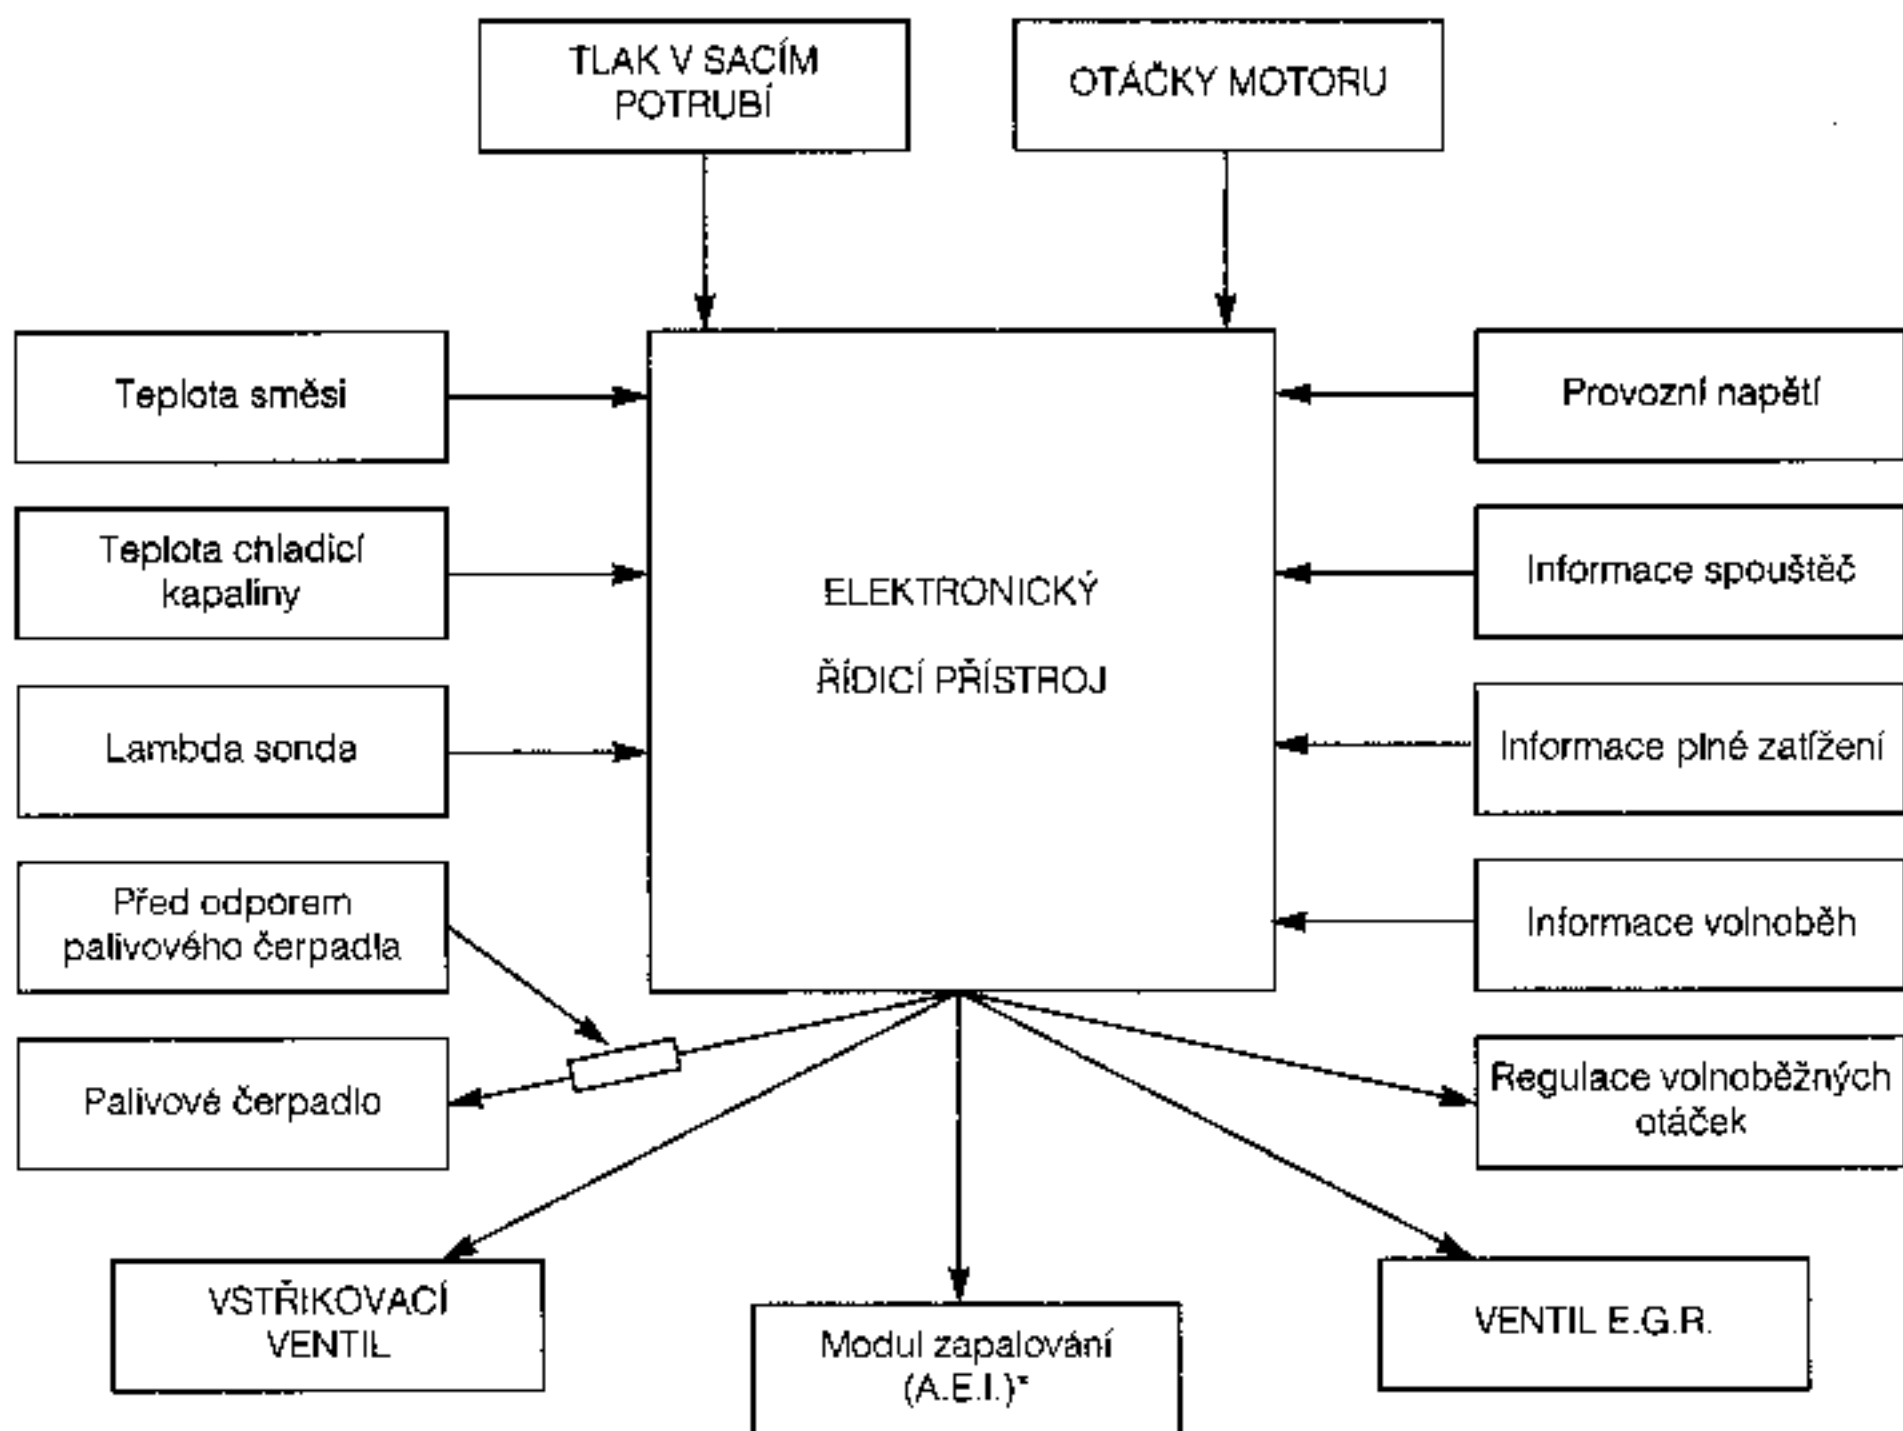 TLAK V SACÍM
POTRUBÍ
OTÁČKY MOTORU
Teplota směsi
Provozní napětí
Teplota chladicí
kapaliny
Informace spouštěč
ELEKTRONICKÝ
ŘÍDICÍ PŘÍSTROJ
Lambda sonda
Informace plné zatížení
Před odporem
palivového čerpadla
Informace volnoběh
Palivové čerpadlo
Regulace volnoběžných
otáček
VSTŘIKOVACÍ
VENTIL
Modul zapalování
(A.E.I.)*
VENTIL E.G.R.